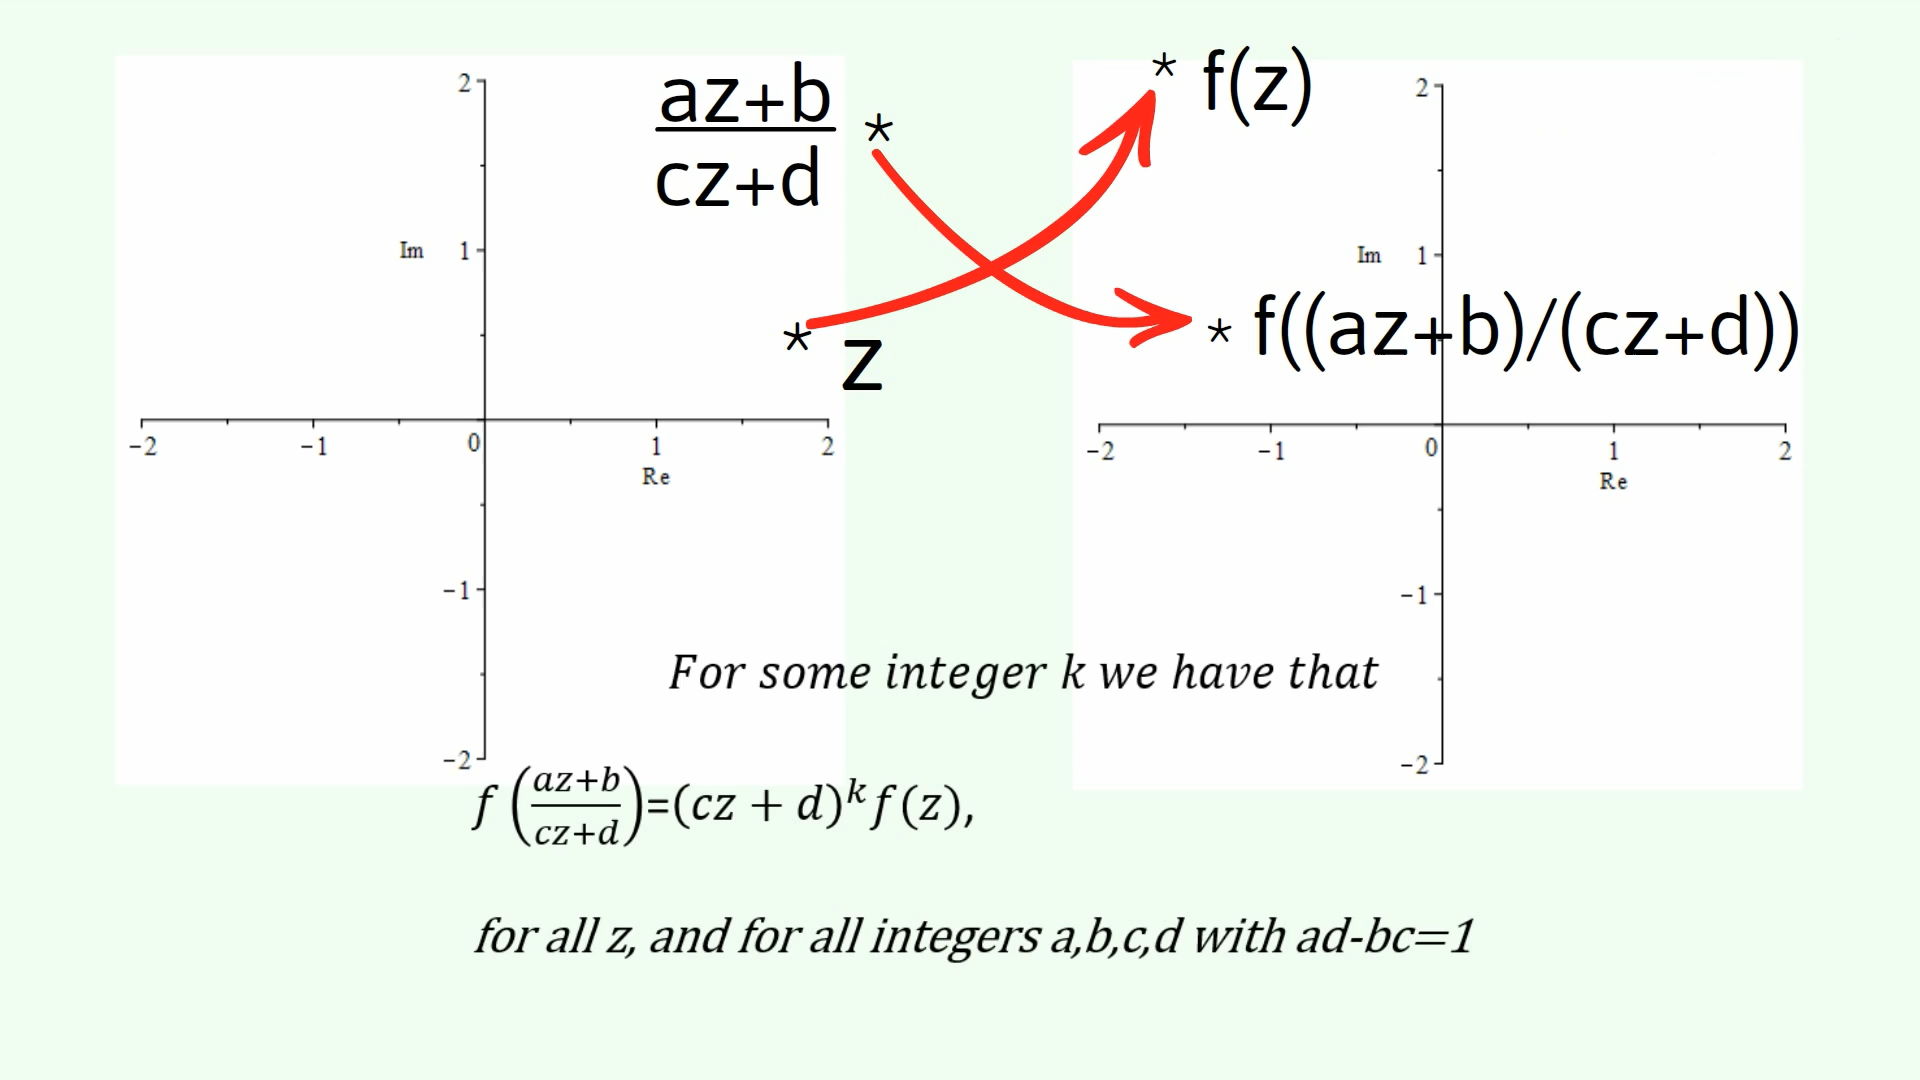 az+b
cz+d
*
* z
* f(z)
* f((az+b)/(cz+d))
2
Im 1
−2 −1 0 1 2
Re
−1
−2
2
Im 1
−2 −1 0 1 2
Re
−1
−2
For some integer k we have that
f(az+b/cz+d)=(cz + d)^k f(z),
for all z, and for all integers a,b,c,d with ad-bc=1